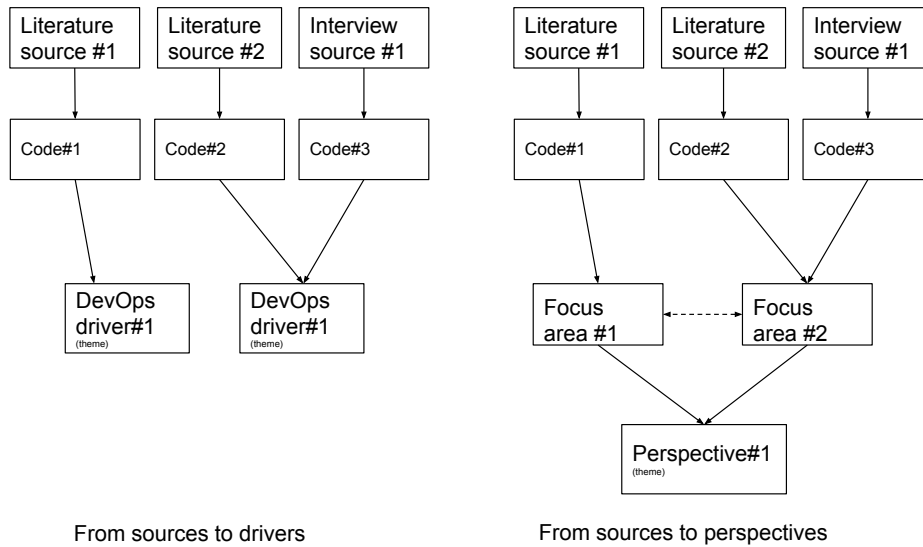 Literature
source #1
Literature
source #2
Interview
source #1
Code#1
Code#2
Code#3
DevOps
driver#1
(theme)
DevOps
driver#1
(theme)
From sources to drivers
Literature
source #1
Literature
source #2
Interview
source #1
Code#1
Code#2
Code#3
Focus
area #1
Focus
area #2
Perspective#1
(theme)
From sources to perspectives